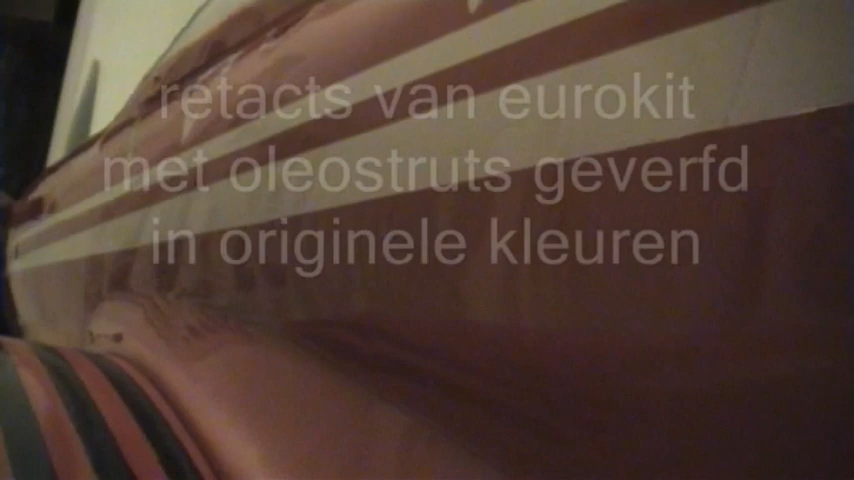 retacts van eurokit
met oleostruts geverfd
in originele kleuren